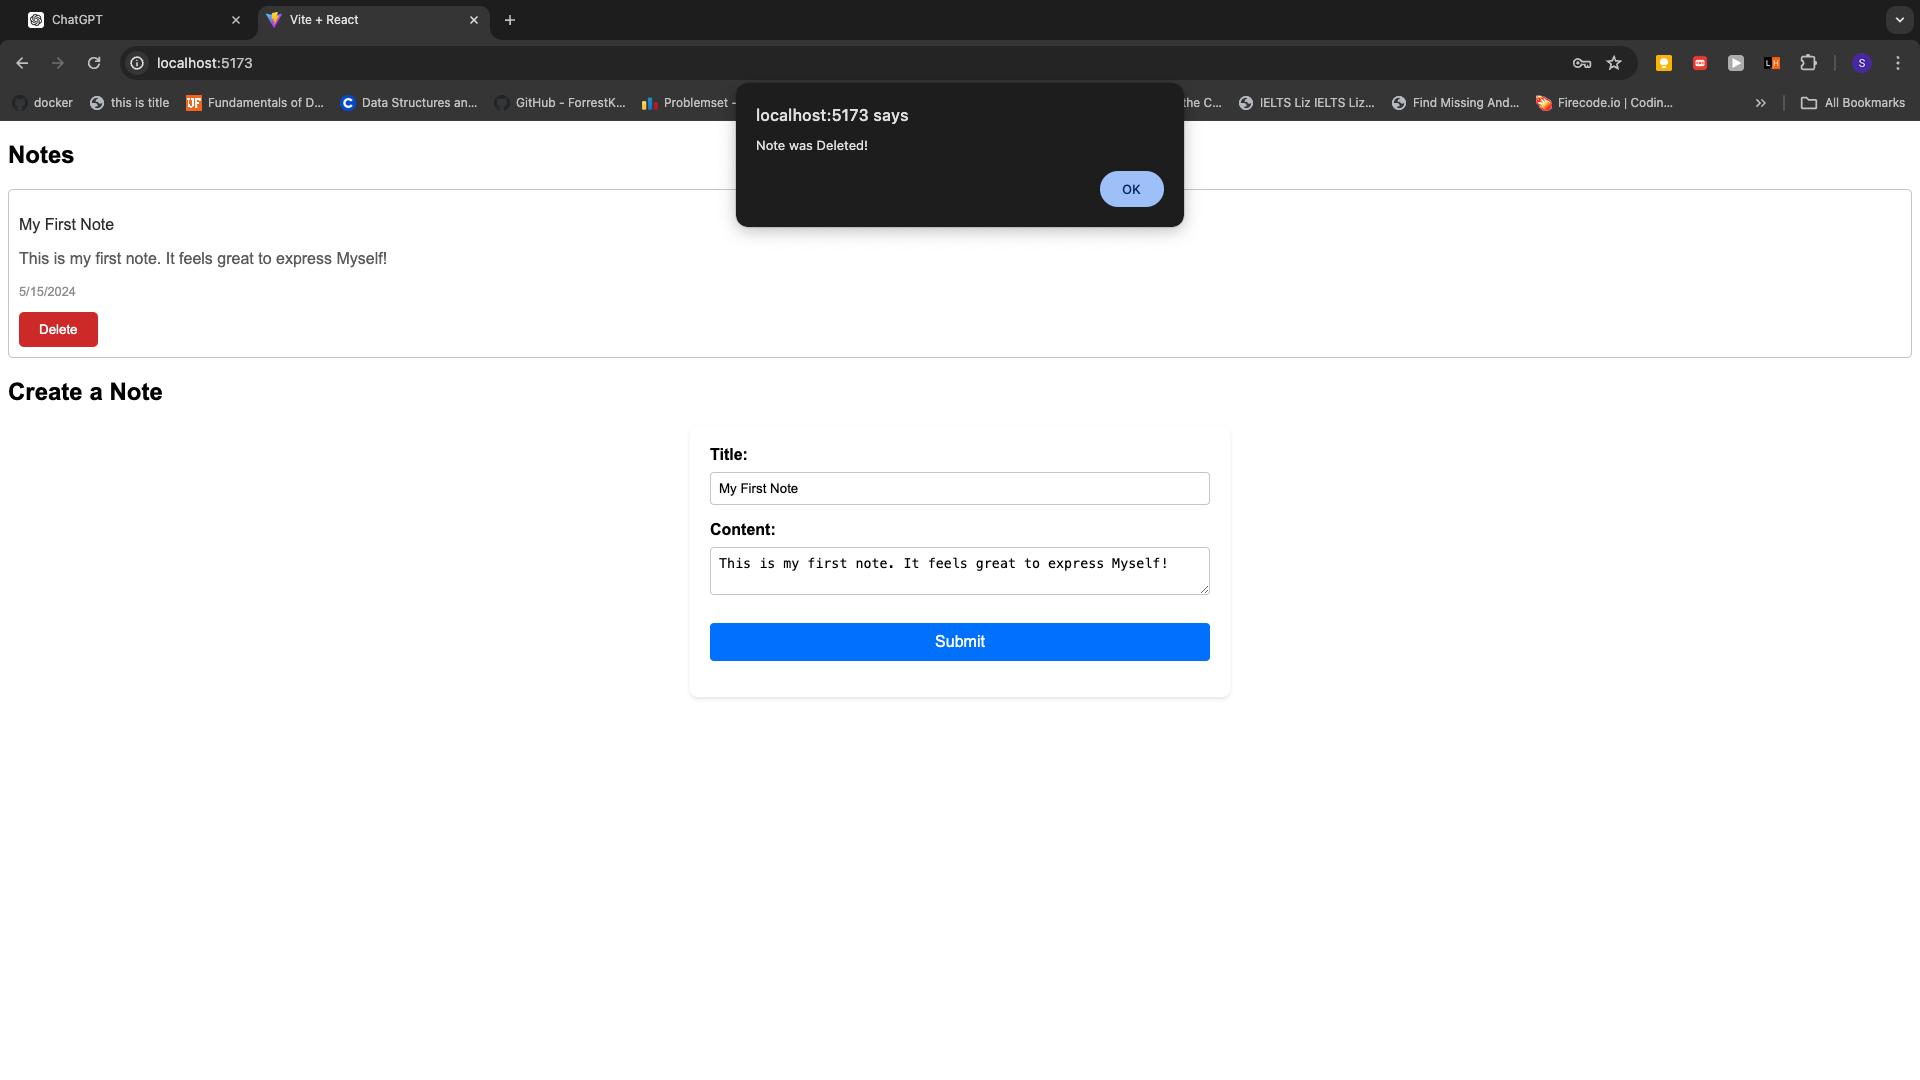 ChatGPT
Vite + React
localhost:5173
S
docker
this is title
Fundamentals of D...
Data Structures an...
GitHub - ForrestK...
Problemset -
the C...
IELTS Liz IELTS Liz...
Find Missing And...
Firecode.io | Codin...
All Bookmarks
localhost:5173 says
Note was Deleted!
OK
Notes
My First Note
This is my first note. It feels great to express Myself!
5/15/2024
Delete
Create a Note
Title:
My First Note
Content:
This is my first note. It feels great to express Myself!
Submit